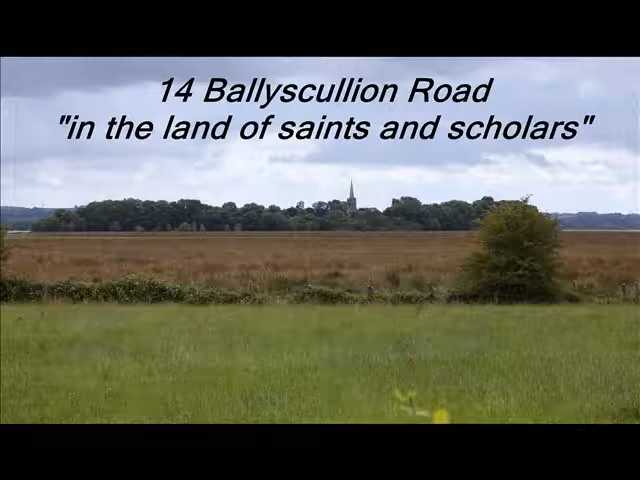 14 Ballyscullion Road
"in the land of saints and scholars"